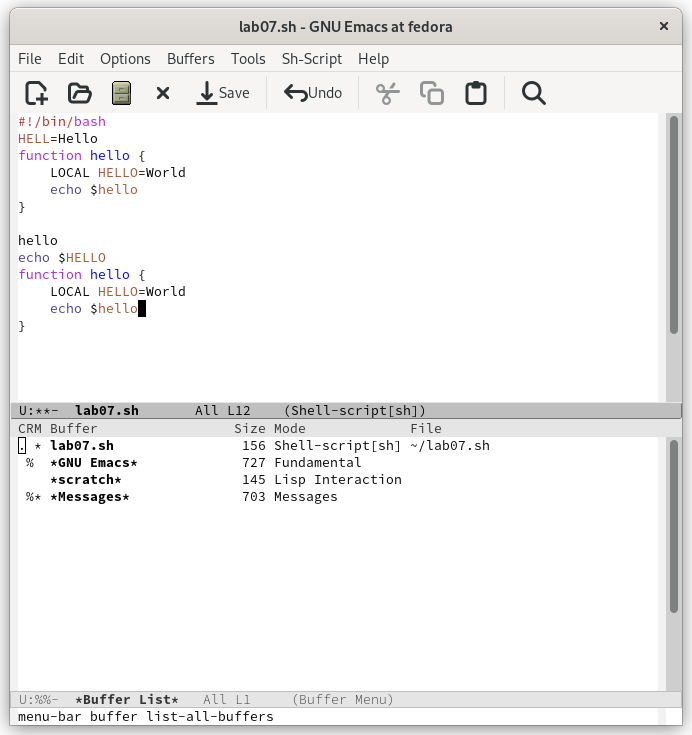 lab07.sh - GNU Emacs at fedora ×
File Edit Options Buffers Tools Sh-Script Help
Save Undo
#!/bin/bash
HELL=Hello
function hello {
    LOCAL HELLO=World
    echo $hello
}
hello
echo $HELLO
function hello {
    LOCAL HELLO=World
    echo $hello
}
U:**-  lab07.sh       All L12    (Shell-script[sh])
CRM Buffer                 Size Mode             File
. * lab07.sh                156 Shell-script[sh] ~/lab07.sh
 %  *GNU Emacs*             727 Fundamental
    *scratch*               145 Lisp Interaction
 %* *Messages*              703 Messages
U:%%-  *Buffer List*   All L1     (Buffer Menu)
menu-bar buffer list-all-buffers